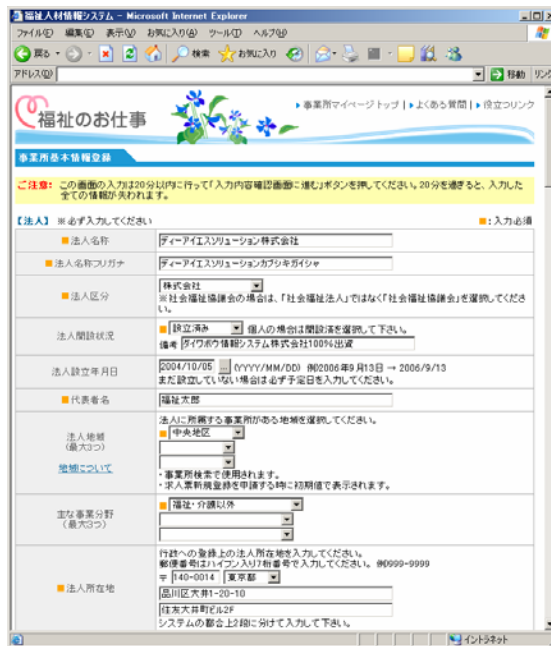 福祉人材情報システム - Microsoft Internet Explorer
ファイル(F) 編集(E) 表示(V) お気に入り(A) ツール(T) ヘルプ(H)
戻る 検索 お気に入り
アドレス(D) 移動 リンク
福祉のお仕事
事業所マイページトップ | よくある質問 | 役立つリンク
事業所基本情報登録
ご注意: この画面の入力は20分以内に行って「入力内容確認画面に進む」ボタンを押してください。20分を過ぎると、入力した
全ての情報が失われます。
【法人】 ※必ず入力してください
■:入力必須
■法人名称 ディーアイエスソリューション株式会社
■法人名称フリガナ ディーアイエスソリューションカブシキガイシャ
■法人区分 株式会社
※社会福祉協議会の場合は、「社会福祉法人」ではなく「社会福祉協議会」を選択してくださ
い。
法人開設状況 ■設立済み 個人の場合は開設済を選択して下さい。
備考 ダイワボウ情報システム株式会社100%出資
法人設立年月日 2004/10/05 ... (YYYY/MM/DD) 例)2006年9月13日 → 2006/9/13
まだ設立していない場合は必ず予定日を入力してください。
■代表者名 福祉太郎
法人地域
(最大3つ)
地域について
法人に所属する事業所がある地域を選択してください。
■中央地区
・事業所検索で使用されます。
・求人票新規登録を申請する時に初期値で表示されます。
主な事業分野
(最大3つ)
■福祉・介護以外
■法人所在地
行政への登録上の法人所在地を入力してください。
郵便番号はハイフン入り7桁番号で入力してください。 例)999-9999
〒 140-0014 東京都
品川区大井1-20-10
住友大井町ビル2F
システムの都合上2段に分けて入力して下さい。
イントラネット